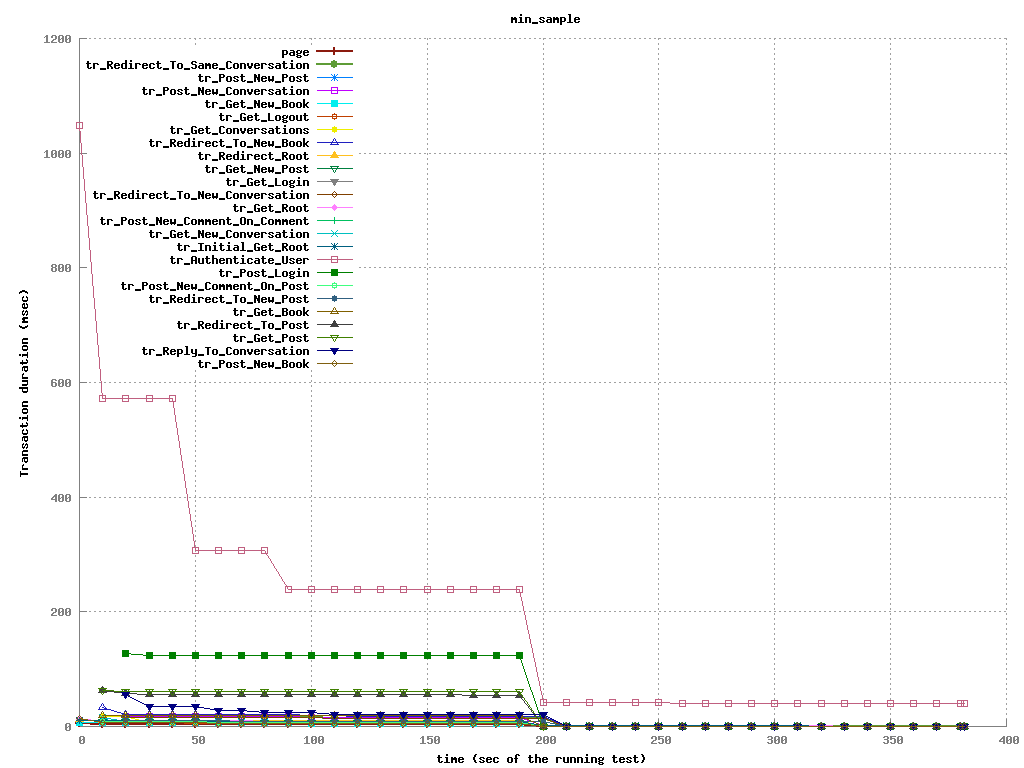 min_sample
1200
1000
800
600
400
200
0
page
tr_Redirect_To_Same_Conversation
tr_Post_New_Post
tr_Post_New_Conversation
tr_Get_New_Book
tr_Get_Logout
tr_Get_Conversations
tr_Redirect_To_New_Book
tr_Redirect_Root
tr_Get_New_Post
tr_Get_Login
tr_Redirect_To_New_Conversation
tr_Get_Root
tr_Post_New_Comment_On_Comment
tr_Get_New_Conversation
tr_Initial_Get_Root
tr_Authenticate_User
tr_Post_Login
tr_Post_New_Comment_On_Post
tr_Redirect_To_New_Post
tr_Get_Book
tr_Redirect_To_Post
tr_Get_Post
tr_Reply_To_Conversation
tr_Post_New_Book
Transaction duration (msec)
0 50 100 150 200 250 300 350 400
time (sec of the running test)